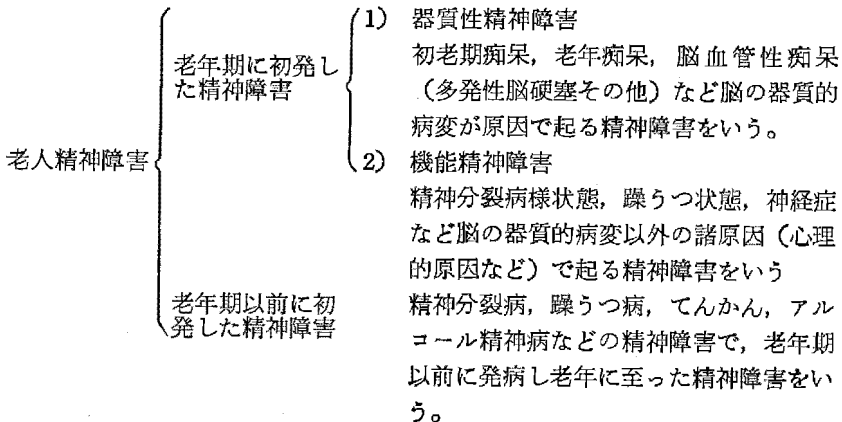 老人精神障害
老年期に初発し
た精神障害
1) 器質性精神障害
初老期痴呆，老年痴呆，脳血管性痴呆
（多発性脳硬塞その他）など脳の器質的
病変が原因で起る精神障害をいう。
2) 機能精神障害
精神分裂病様状態，躁うつ状態，神経症
など脳の器質的病変以外の諸原因（心理
的原因など）で起る精神障害をいう
老年期以前に初
発した精神障害
精神分裂病，躁うつ病，てんかん，アル
コール精神病などの精神障害で，老年期
以前に発病し老年に至った精神障害をい
う。